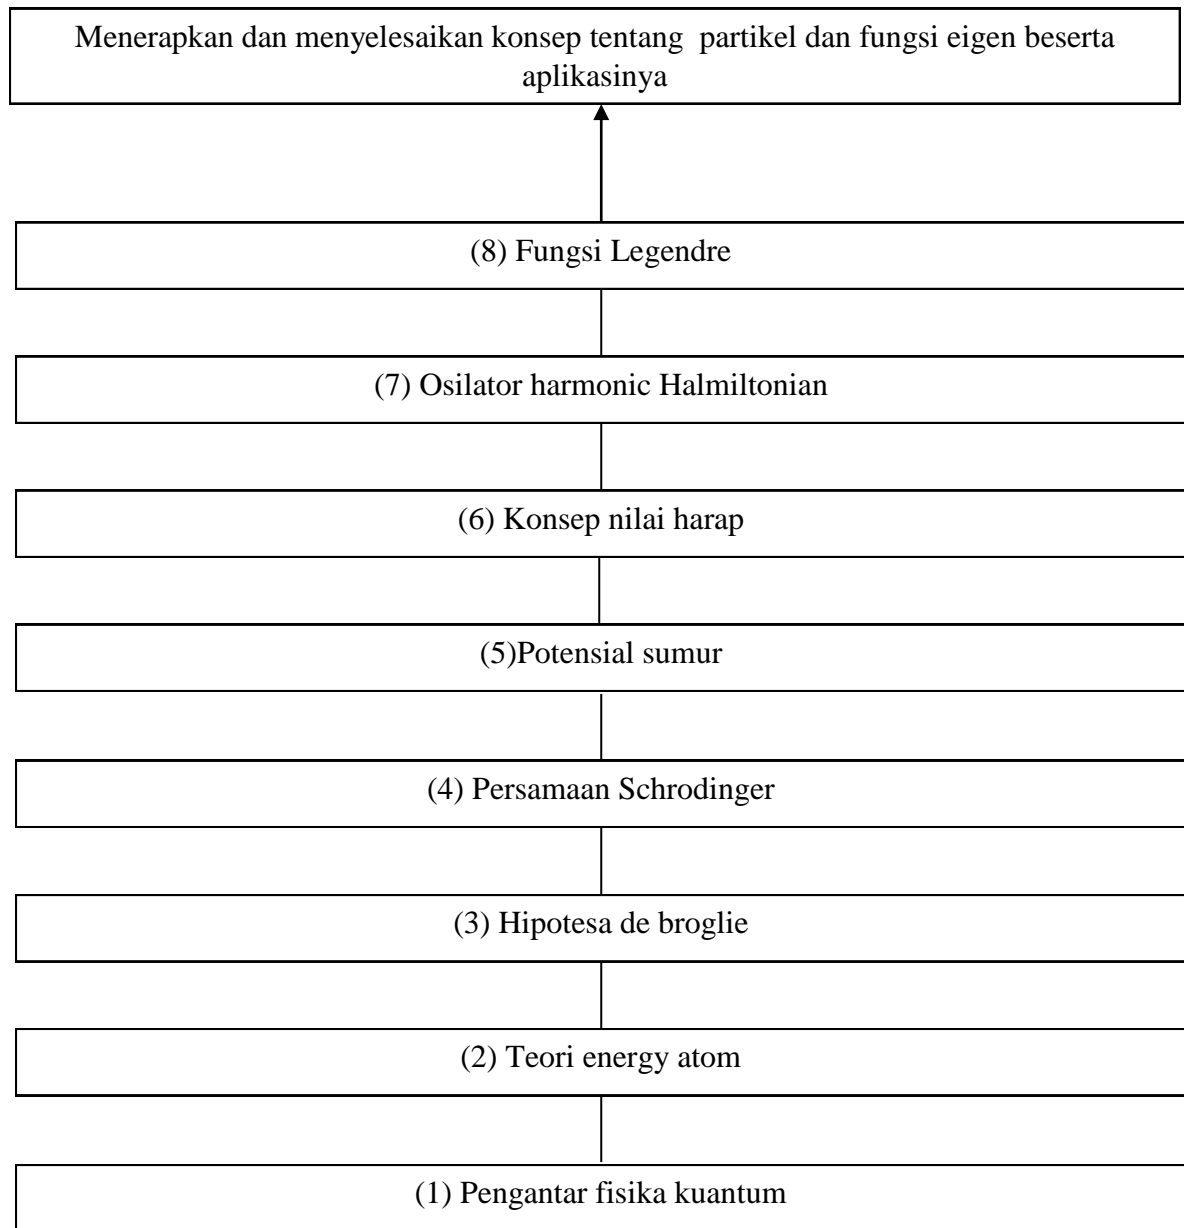 Menerapkan dan menyelesaikan konsep tentang partikel dan fungsi eigen beserta
aplikasinya
(8) Fungsi Legendre
(7) Osilator harmonic Halmiltonian
(6) Konsep nilai harap
(5)Potensial sumur
(4) Persamaan Schrodinger
(3) Hipotesa de broglie
(2) Teori energy atom
(1) Pengantar fisika kuantum